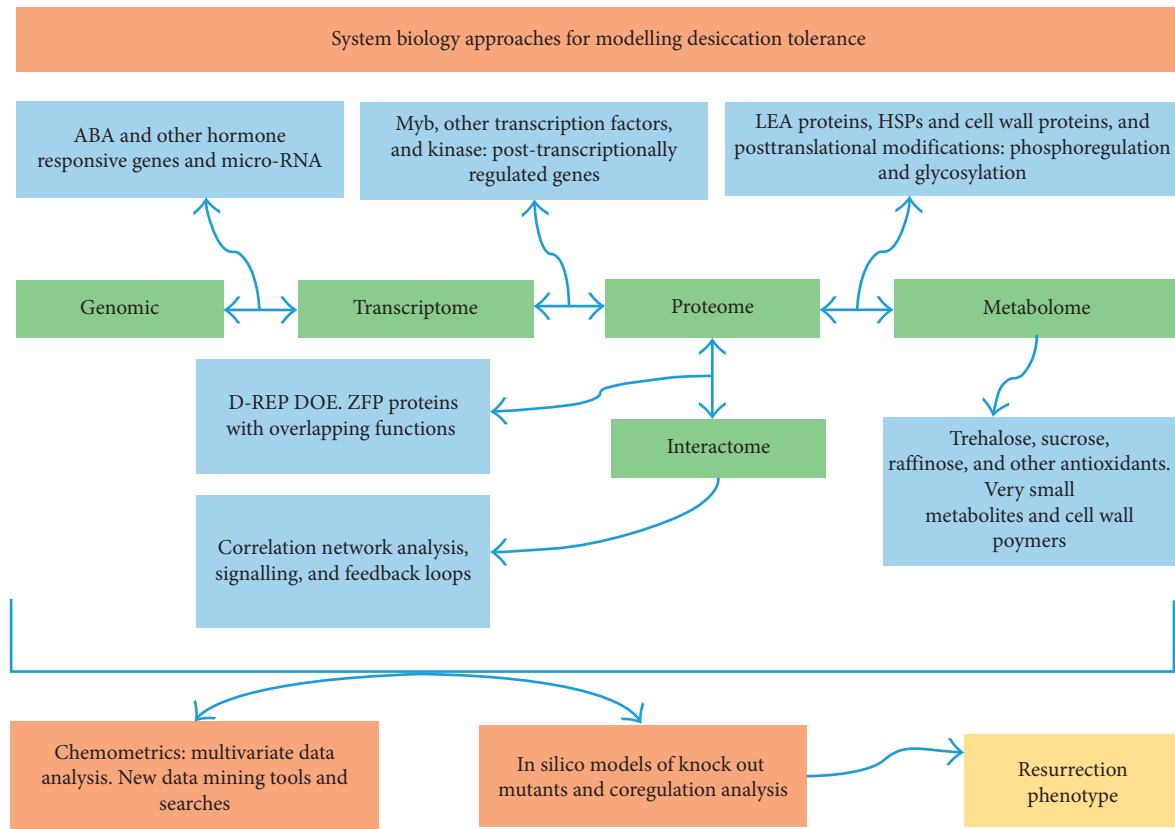 System biology approaches for modelling desiccation tolerance
ABA and other hormone
responsive genes and micro-RNA
Myb, other transcription factors,
and kinase: post-transcriptionally
regulated genes
LEA proteins, HSPs and cell wall proteins, and
posttranslational modifications: phosphoregulation
and glycosylation
Genomic
Transcriptome
Proteome
Metabolome
D-REP DOE. ZFP proteins
with overlapping functions
Interactome
Trehalose, sucrose,
raffinose, and other antioxidants.
Very small
metabolites and cell wall
poymers
Correlation network analysis,
signalling, and feedback loops
Chemometrics: multivariate data
analysis. New data mining tools and
searches
In silico models of knock out
mutants and coregulation analysis
Resurrection
phenotype